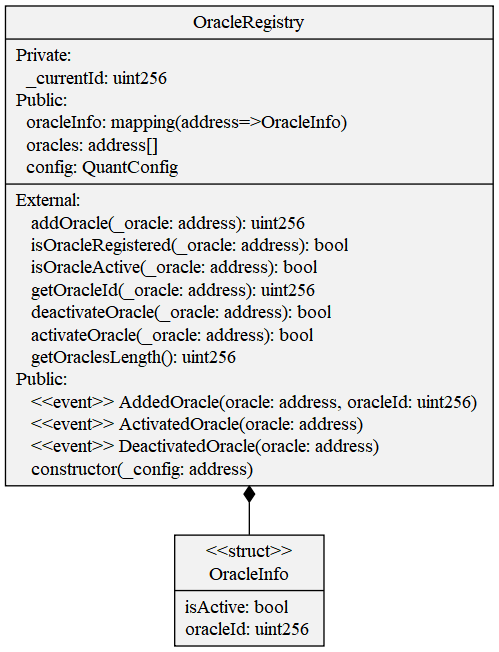 OracleRegistry
Private:
_currentId: uint256
Public:
oracleInfo: mapping(address=>OracleInfo)
oracles: address[]
config: QuantConfig
External:
addOracle(_oracle: address): uint256
isOracleRegistered(_oracle: address): bool
isOracleActive(_oracle: address): bool
getOracleId(_oracle: address): uint256
deactivateOracle(_oracle: address): bool
activateOracle(_oracle: address): bool
getOraclesLength(): uint256
Public:
<<event>> AddedOracle(oracle: address, oracleId: uint256)
<<event>> ActivatedOracle(oracle: address)
<<event>> DeactivatedOracle(oracle: address)
constructor(_config: address)
<<struct>>
OracleInfo
isActive: bool
oracleId: uint256